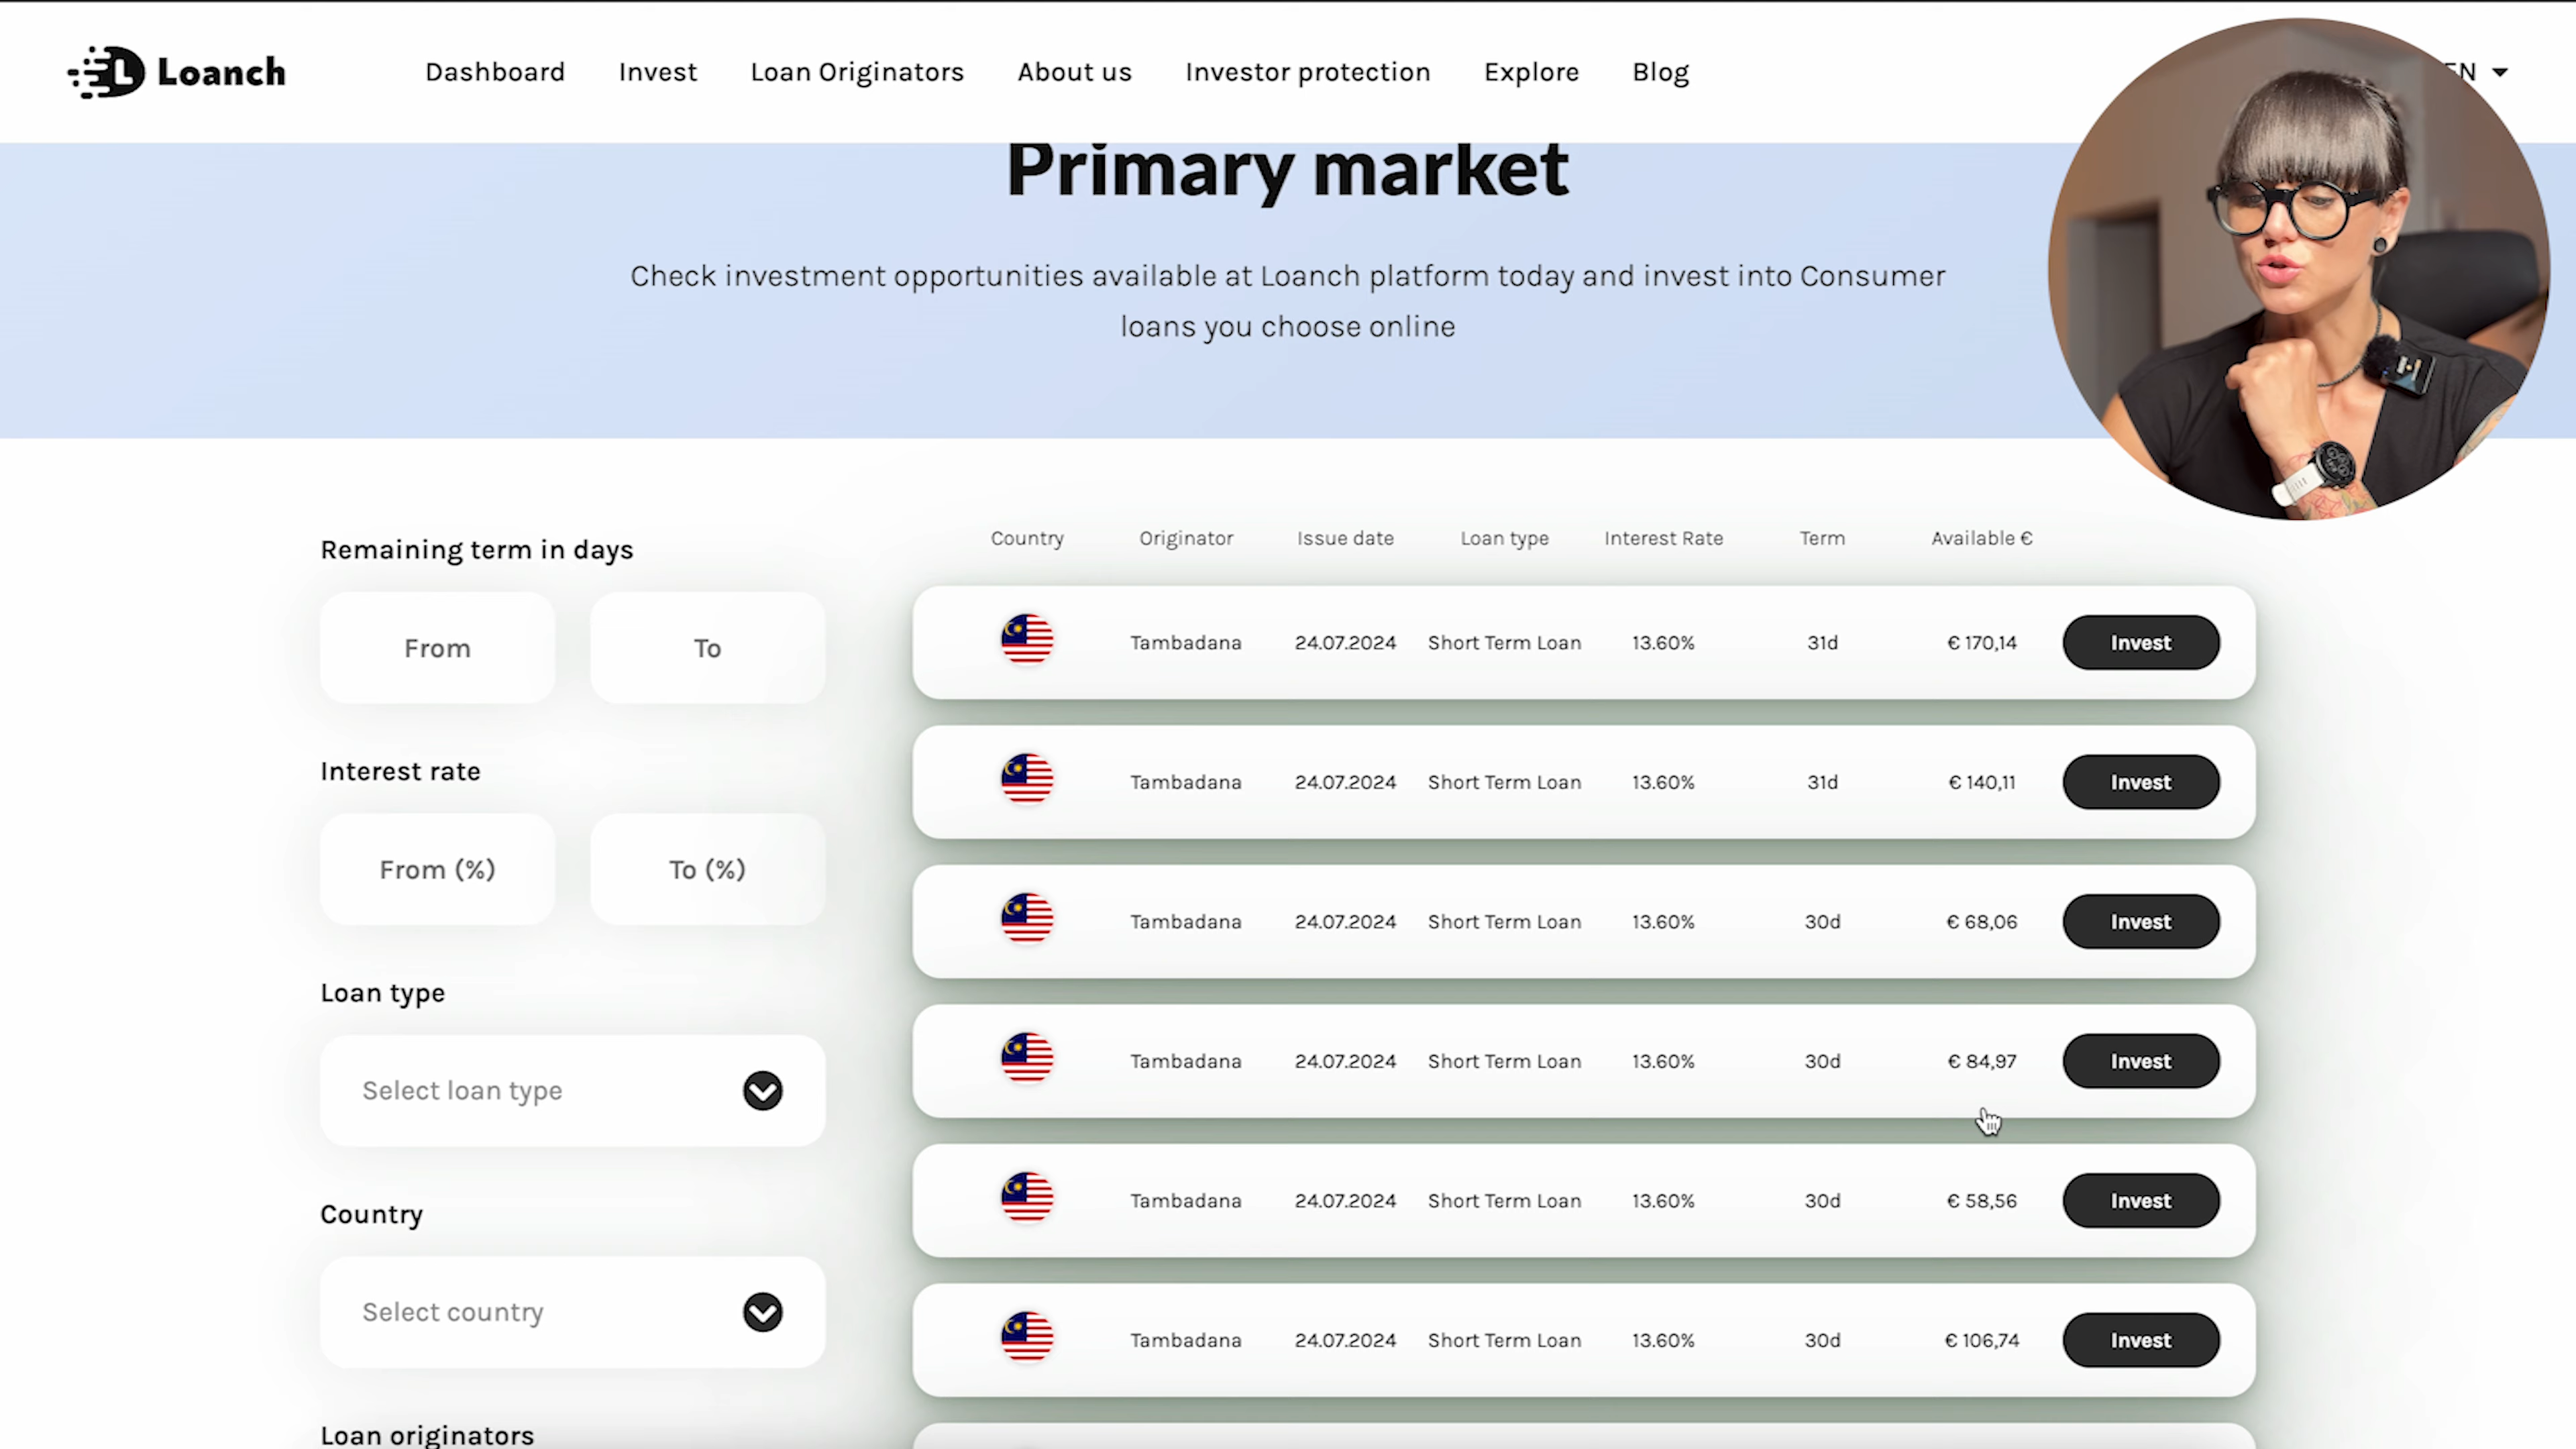 Loanch
Dashboard Invest Loan Originators About us Investor protection Explore Blog
Primary market
Check investment opportunities available at Loanch platform today and invest into Consumer
loans you choose online
Remaining term in days
From To
Interest rate
From (%) To (%)
Loan type
Select loan type
Country
Select country
Loan originators
Country Originator Issue date Loan type Interest Rate Term Available €
Tambadana 24.07.2024 Short Term Loan 13.60% 31d € 170,14 Invest
Tambadana 24.07.2024 Short Term Loan 13.60% 31d € 140,11 Invest
Tambadana 24.07.2024 Short Term Loan 13.60% 30d € 68,06 Invest
Tambadana 24.07.2024 Short Term Loan 13.60% 30d € 84,97 Invest
Tambadana 24.07.2024 Short Term Loan 13.60% 30d € 58,56 Invest
Tambadana 24.07.2024 Short Term Loan 13.60% 30d € 106,74 Invest